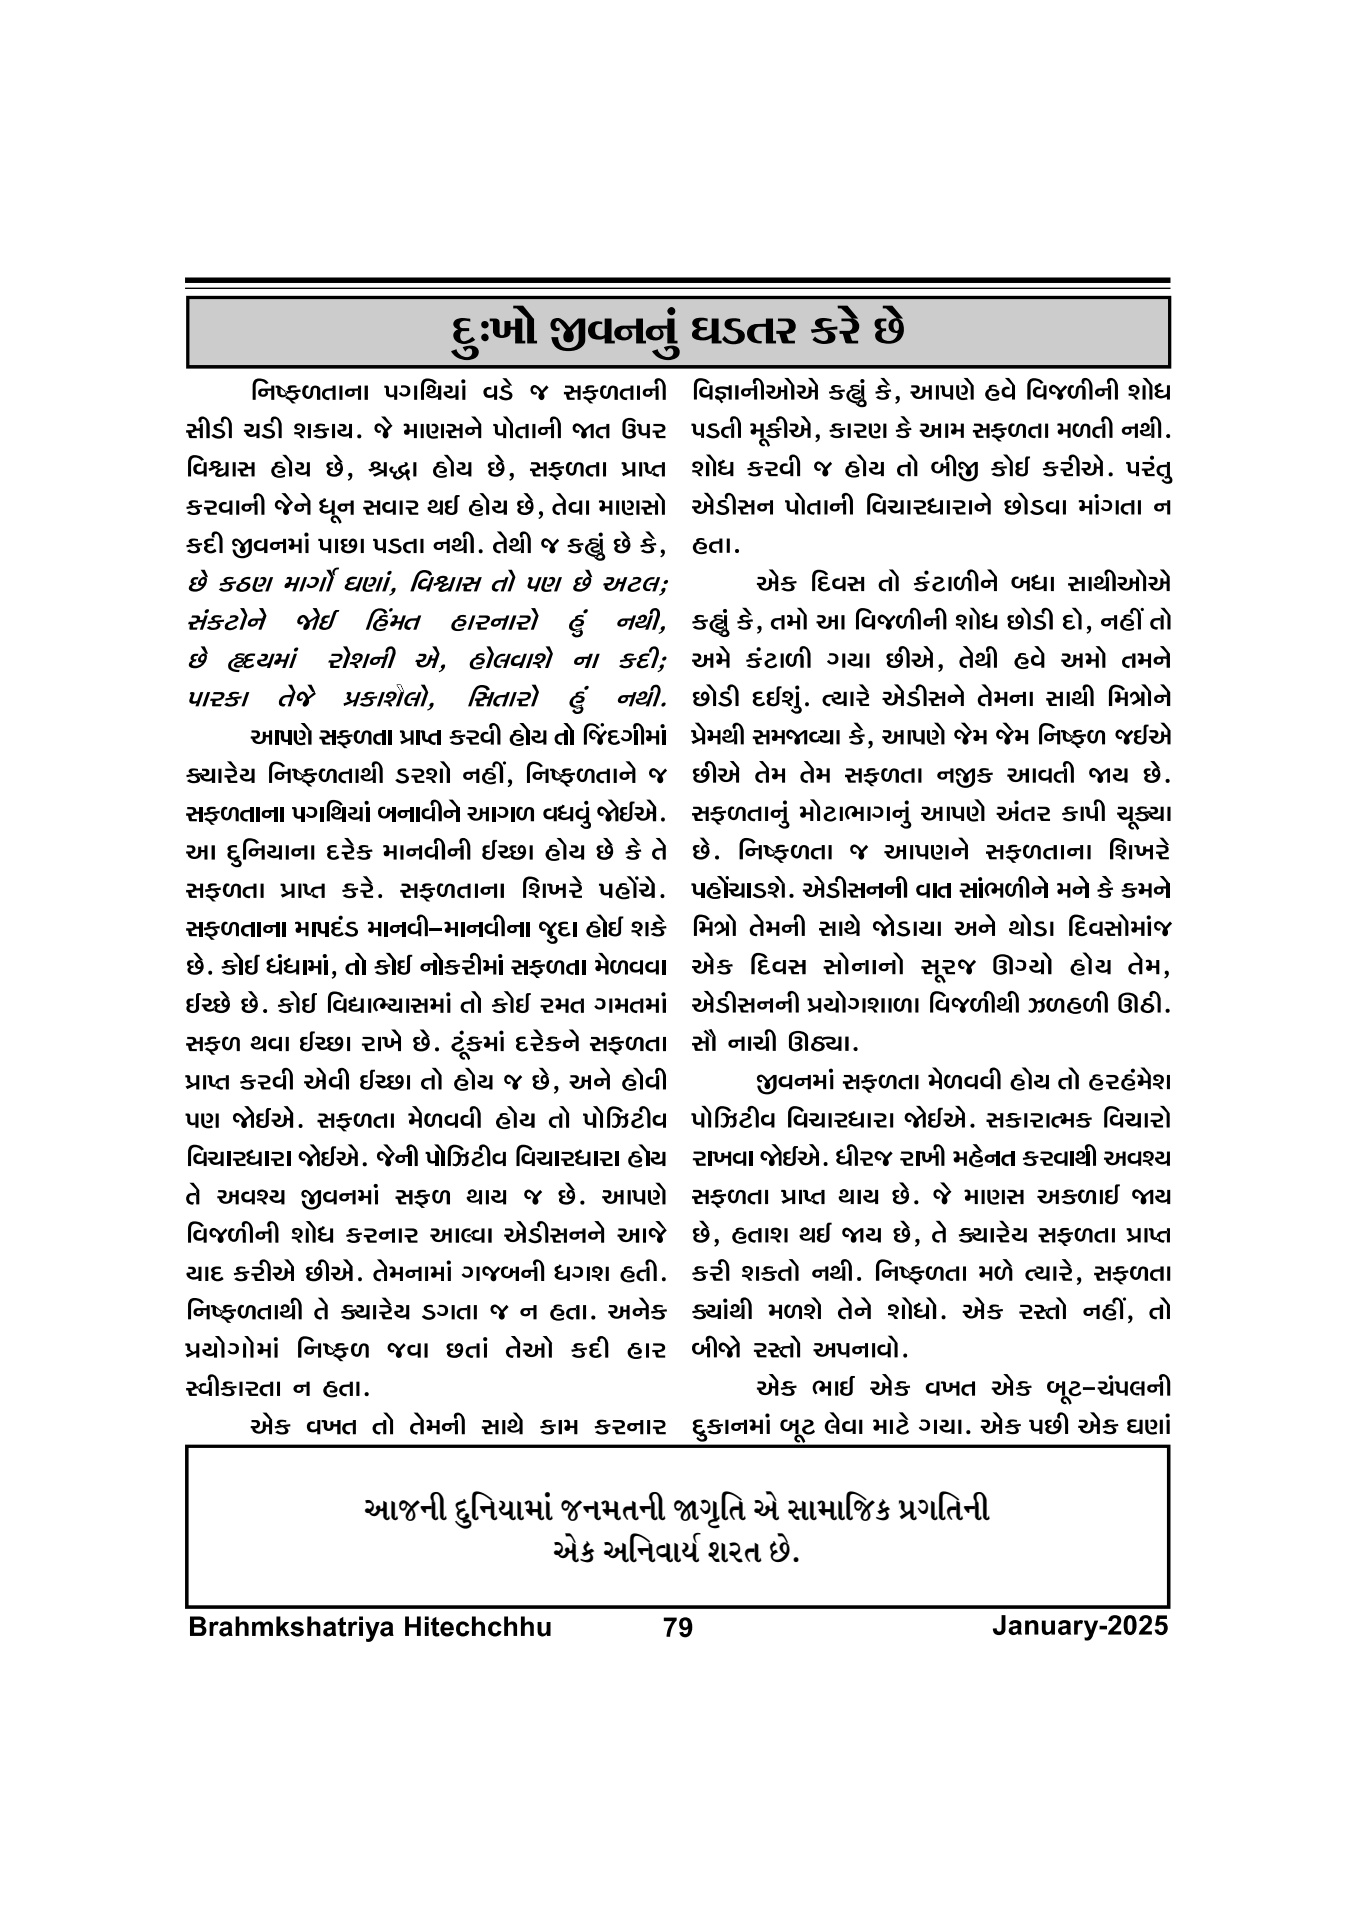 દુઃખો જીવનનું ઘડતર કરે છે
નિષ્ફળતાના પગથિયાં વડે જ સફળતાની
સીડી ચડી શકાય. જે માણસને પોતાની જાત ઉપર
વિશ્વાસ હોય છે, શ્રદ્ધા હોય છે, સફળતા પ્રાપ્ત
કરવાની જેને ધૂન સવાર થઈ હોય છે, તેવા માણસો
કદી જીવનમાં પાછા પડતા નથી. તેથી જ કહ્યું છે કે,
છે કઠણ માર્ગો ઘણાં, વિશ્વાસ તો પણ છે અટલ;
સંકટોને જોઈ હિંમત હારનારો હું નથી,
છે હૃદયમાં રોશની એ, હોલવાશે ના કદી;
પારકા તેજે પ્રકાશેલો, સિતારો હું નથી.
આપણે સફળતા પ્રાપ્ત કરવી હોય તો જિંદગીમાં
ક્યારેય નિષ્ફળતાથી ડરશો નહીં, નિષ્ફળતાને જ
સફળતાના પગથિયાં બનાવીને આગળ વધવું જોઈએ.
આ દુનિયાના દરેક માનવીની ઈચ્છા હોય છે કે તે
સફળતા પ્રાપ્ત કરે. સફળતાના શિખરે પહોંચે.
સફળતાના માપદંડ માનવી–માનવીના જુદા હોઈ શકે
છે. કોઈ ધંધામાં, તો કોઈ નોકરીમાં સફળતા મેળવવા
ઈચ્છે છે. કોઈ વિદ્યાભ્યાસમાં તો કોઈ રમત ગમતમાં
સફળ થવા ઈચ્છા રાખે છે. ટૂંકમાં દરેકને સફળતા
પ્રાપ્ત કરવી એવી ઈચ્છા તો હોય જ છે, અને હોવી
પણ જોઈએ. સફળતા મેળવવી હોય તો પોઝિટીવ
વિચારધારા જોઈએ. જેની પોઝિટીવ વિચારધારા હોય
તે અવશ્ય જીવનમાં સફળ થાય જ છે. આપણે
વિજળીની શોધ કરનાર આલ્વા એડીસનને આજે
યાદ કરીએ છીએ. તેમનામાં ગજબની ધગશ હતી.
નિષ્ફળતાથી તે ક્યારેય ડગતા જ ન હતા. અનેક
પ્રયોગોમાં નિષ્ફળ જવા છતાં તેઓ કદી હાર
સ્વીકારતા ન હતા.
એક વખત તો તેમની સાથે કામ કરનાર
વિજ્ઞાનીઓએ કહ્યું કે, આપણે હવે વિજળીની શોધ
પડતી મૂકીએ, કારણ કે આમ સફળતા મળતી નથી.
શોધ કરવી જ હોય તો બીજી કોઈ કરીએ. પરંતુ
એડીસન પોતાની વિચારધારાને છોડવા માંગતા ન
હતા.
એક દિવસ તો કંટાળીને બધા સાથીઓએ
કહ્યું કે, તમો આ વિજળીની શોધ છોડી દો, નહીં તો
અમે કંટાળી ગયા છીએ, તેથી હવે અમો તમને
છોડી દઈશું. ત્યારે એડીસને તેમના સાથી મિત્રોને
પ્રેમથી સમજાવ્યા કે, આપણે જેમ જેમ નિષ્ફળ જઈએ
છીએ તેમ તેમ સફળતા નજીક આવતી જાય છે.
સફળતાનું મોટાભાગનું આપણે અંતર કાપી ચૂક્યા
છે. નિષ્ફળતા જ આપણને સફળતાના શિખરે
પહોંચાડશે. એડીસનની વાત સાંભળીને મને કે કમને
મિત્રો તેમની સાથે જોડાયા અને થોડા દિવસોમાંજ
એક દિવસ સોનાનો સૂરજ ઊગ્યો હોય તેમ,
એડીસનની પ્રયોગશાળા વિજળીથી ઝળહળી ઊઠી.
સૌ નાચી ઊઠ્યા.
જીવનમાં સફળતા મેળવવી હોય તો હરહંમેશ
પોઝિટીવ વિચારધારા જોઈએ. સકારાત્મક વિચારો
રાખવા જોઈએ. ધીરજ રાખી મહેનત કરવાથી અવશ્ય
સફળતા પ્રાપ્ત થાય છે. જે માણસ અકળાઈ જાય
છે, હતાશ થઈ જાય છે, તે ક્યારેય સફળતા પ્રાપ્ત
કરી શકતો નથી. નિષ્ફળતા મળે ત્યારે, સફળતા
ક્યાંથી મળશે તેને શોધો. એક રસ્તો નહીં, તો
બીજો રસ્તો અપનાવો.
એક ભાઈ એક વખત એક બૂટ–ચંપલની
દુકાનમાં બૂટ લેવા માટે ગયા. એક પછી એક ઘણાં
આજની દુનિયામાં જનમતની જાગૃતિ એ સામાજિક પ્રગતિની
એક અનિવાર્ય શરત છે.
Brahmkshatriya Hitechchhu 79 January-2025